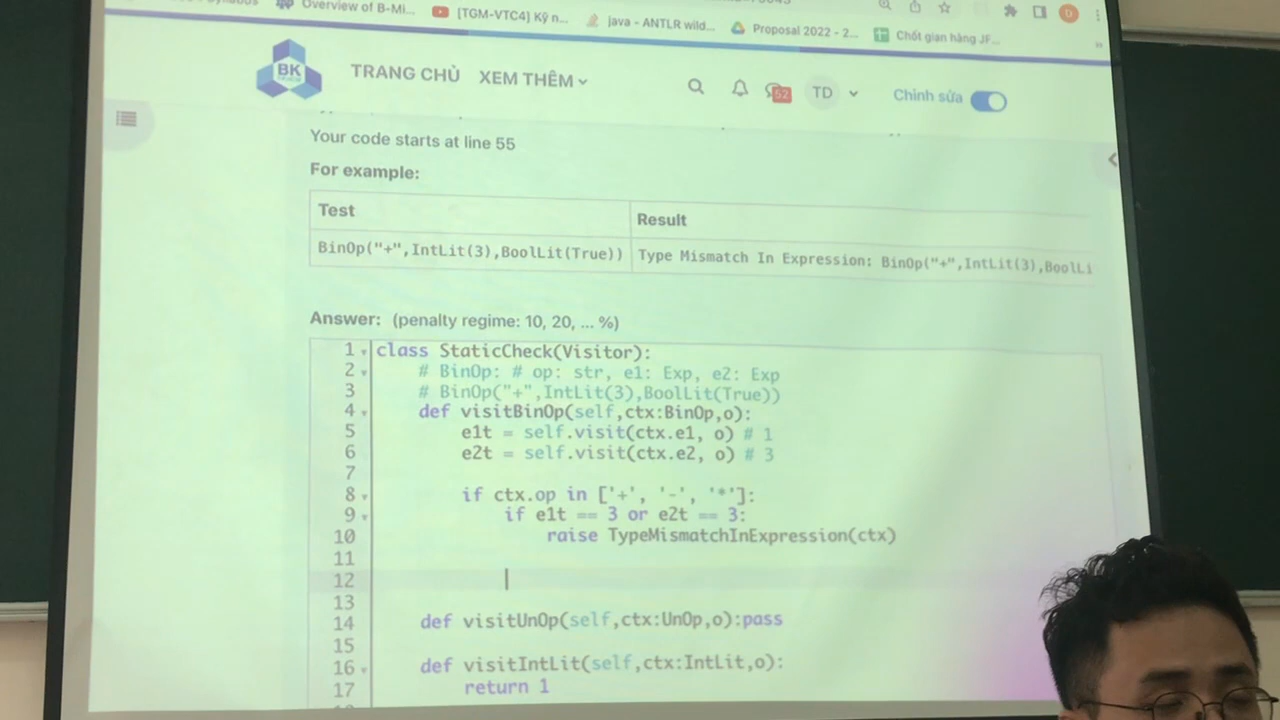 Overview of B-Mi...
[TGM-VTC4] Kỹ n...
java - ANTLR wild...
Proposal 2022 - 2...
Chốt gian hàng JF...
BK
TRANG CHỦ XEM THÊM
52
TD
Chỉnh sửa
Your code starts at line 55
For example:
Test Result
BinOp("+",IntLit(3),BoolLit(True)) Type Mismatch In Expression: BinOp("+",IntLit(3),BoolLi
Answer: (penalty regime: 10, 20, ... %)
1 class StaticCheck(Visitor):
2 # BinOp: # op: str, e1: Exp, e2: Exp
3 # BinOp("+",IntLit(3),BoolLit(True))
4 def visitBinOp(self,ctx:BinOp,o):
5 e1t = self.visit(ctx.e1, o) # 1
6 e2t = self.visit(ctx.e2, o) # 3
7
8 if ctx.op in ['+', '-', '*']:
9 if e1t == 3 or e2t == 3:
10 raise TypeMismatchInExpression(ctx)
11
12
13
14 def visitUnOp(self,ctx:UnOp,o):pass
15
16 def visitIntLit(self,ctx:IntLit,o):
17 return 1